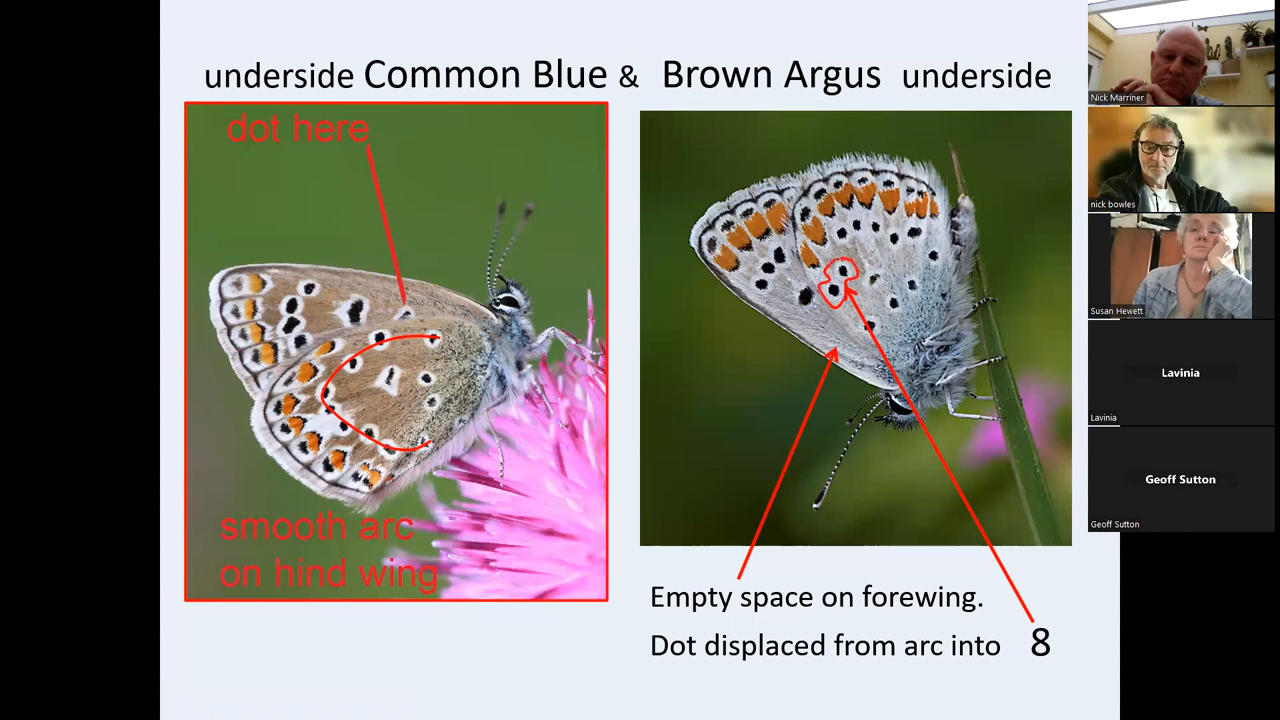 underside Common Blue & Brown Argus underside
dot here
smooth arc
on hind wing
Empty space on forewing.
Dot displaced from arc into 8
Nick Marriner
nick bowles
Susan Hewett
Lavinia
Lavinia
Geoff Sutton
Geoff Sutton